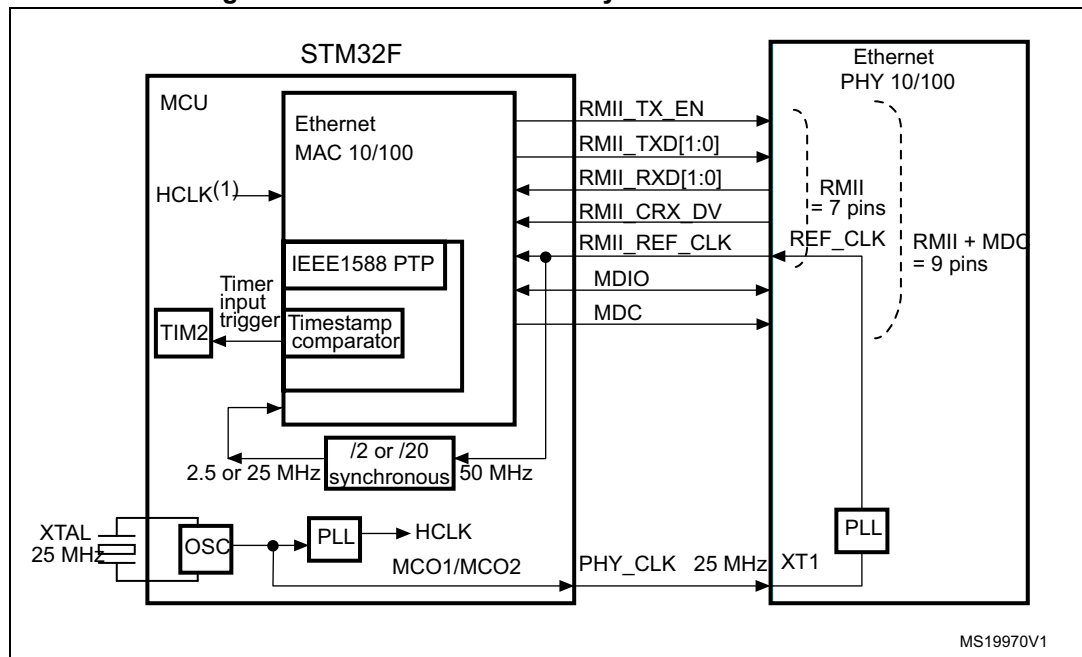 STM32F
MCU
Ethernet
MAC 10/100
HCLK(1)
IEEE1588 PTP
Timer
input
trigger
TIM2
Timestamp
comparator
/2 or /20
synchronous
2.5 or 25 MHz
50 MHz
XTAL
25 MHz
OSC
PLL
HCLK
MCO1/MCO2
RMII_TX_EN
RMII_TXD[1:0]
RMII_RXD[1:0]
RMII_CRX_DV
RMII_REF_CLK
MDIO
MDC
PHY_CLK 25 MHz
Ethernet
PHY 10/100
RMII
= 7 pins
REF_CLK
RMII + MDC
= 9 pins
PLL
XT1
MS19970V1